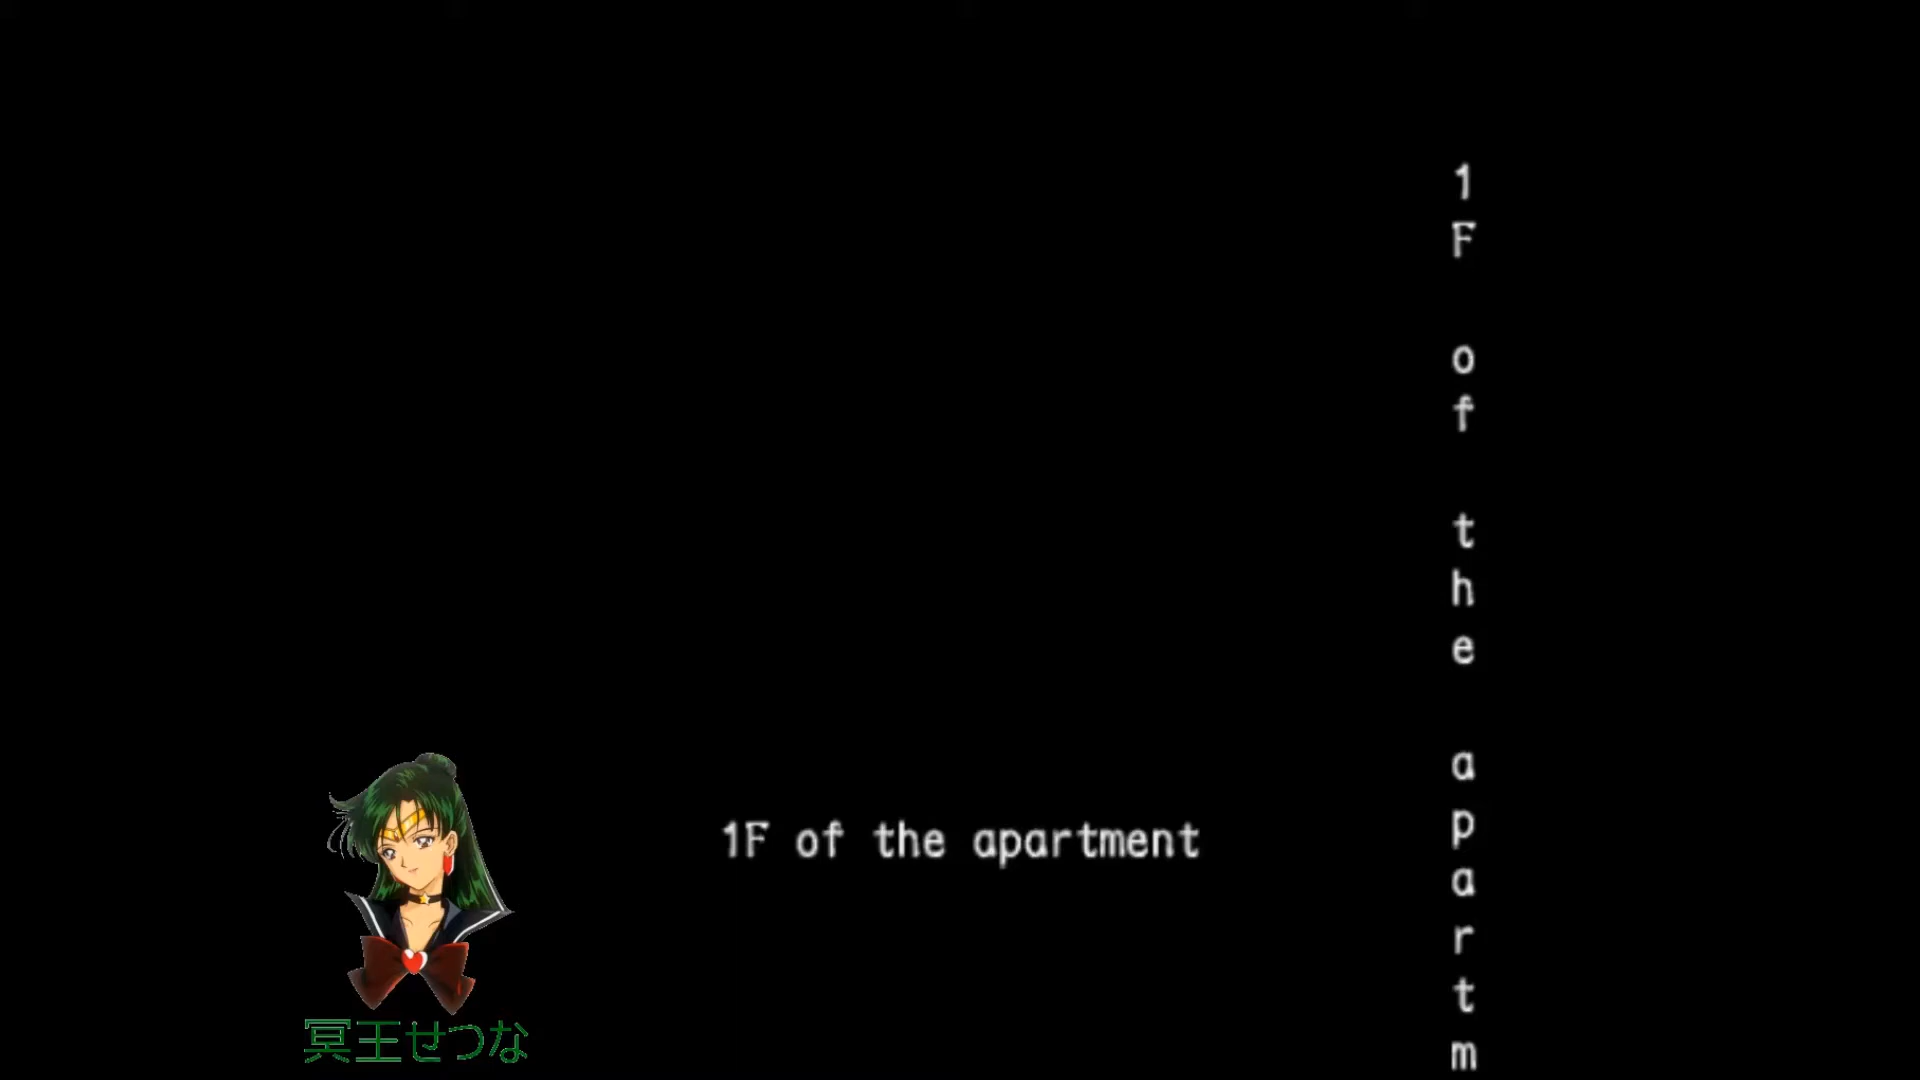 1F of the apartm
1F of the apartment
冥王せつな